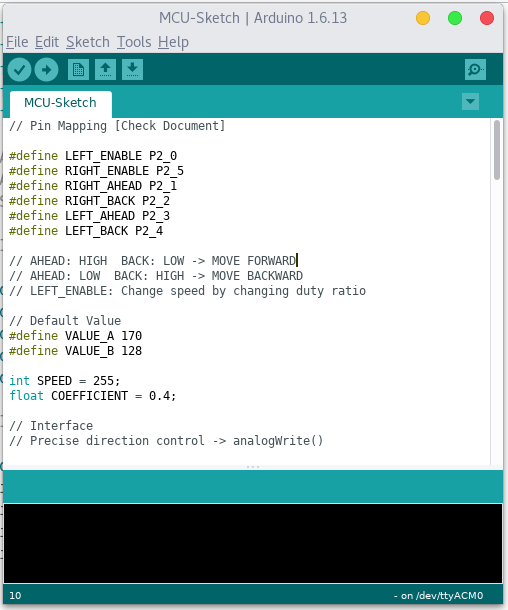 MCU-Sketch | Arduino 1.6.13
File Edit Sketch Tools Help
MCU-Sketch
// Pin Mapping [Check Document]
#define LEFT_ENABLE P2_0
#define RIGHT_ENABLE P2_5
#define RIGHT_AHEAD P2_1
#define RIGHT_BACK P2_2
#define LEFT_AHEAD P2_3
#define LEFT_BACK P2_4
// AHEAD: HIGH  BACK: LOW -> MOVE FORWARD
// AHEAD: LOW  BACK: HIGH -> MOVE BACKWARD
// LEFT_ENABLE: Change speed by changing duty ratio
// Default Value
#define VALUE_A 170
#define VALUE_B 128
int SPEED = 255;
float COEFFICIENT = 0.4;
// Interface
// Precise direction control -> analogWrite()
10
- on /dev/ttyACM0